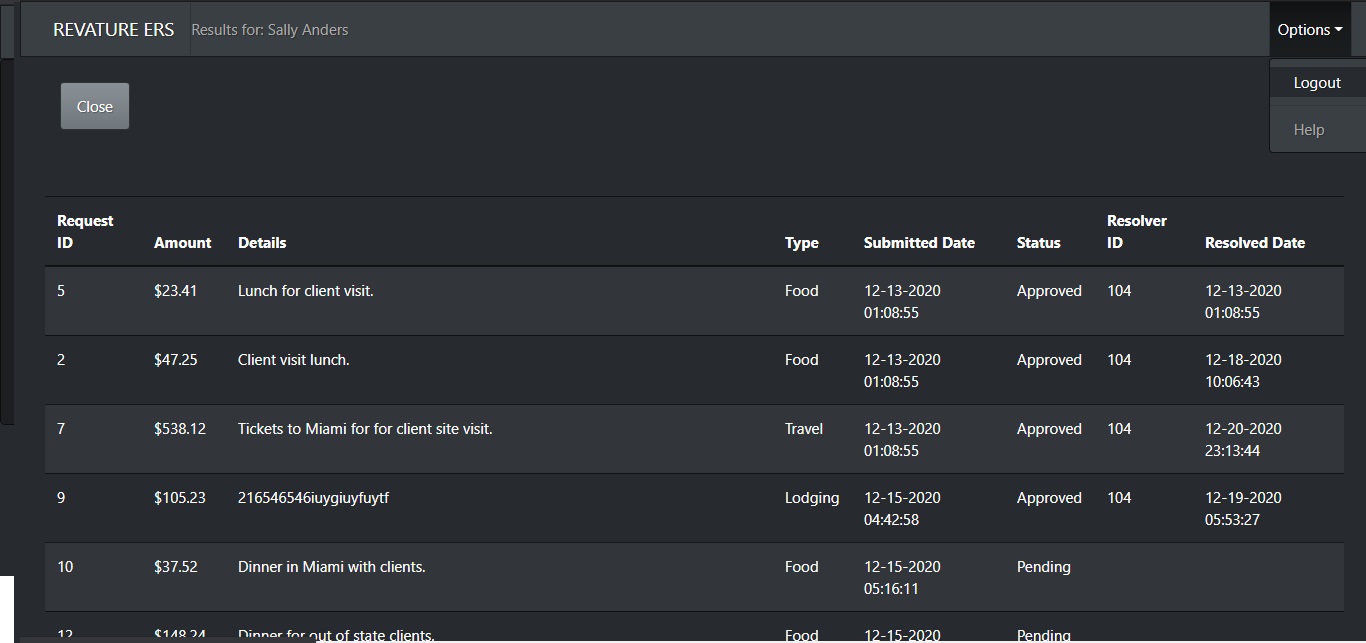 REVATURE ERS Results for: Sally Anders Options
Logout
Close
Help
Request ID Amount Details Type Submitted Date Status Resolver ID Resolved Date
5 $23.41 Lunch for client visit. Food 12-13-2020 01:08:55 Approved 104 12-13-2020 01:08:55
2 $47.25 Client visit lunch. Food 12-13-2020 01:08:55 Approved 104 12-18-2020 10:06:43
7 $538.12 Tickets to Miami for for client site visit. Travel 12-13-2020 01:08:55 Approved 104 12-20-2020 23:13:44
9 $105.23 216546546iuygiuyfuytf Lodging 12-15-2020 04:42:58 Approved 104 12-19-2020 05:53:27
10 $37.52 Dinner in Miami with clients. Food 12-15-2020 05:16:11 Pending
12 $148.24 Dinner for out of state clients. Food 12-15-2020 Pending